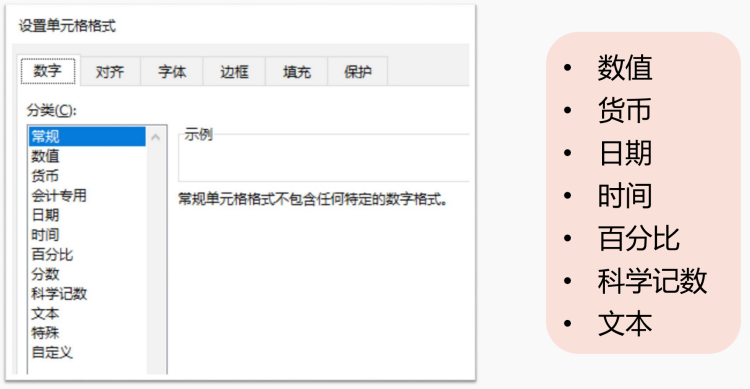 设置单元格格式
数字 对齐 字体 边框 填充 保护
分类(C):
常规
数值
货币
会计专用
日期
时间
百分比
分数
科学记数
文本
特殊
自定义
示例
常规单元格格式不包含任何特定的数字格式。
• 数值
• 货币
• 日期
• 时间
• 百分比
• 科学记数
• 文本